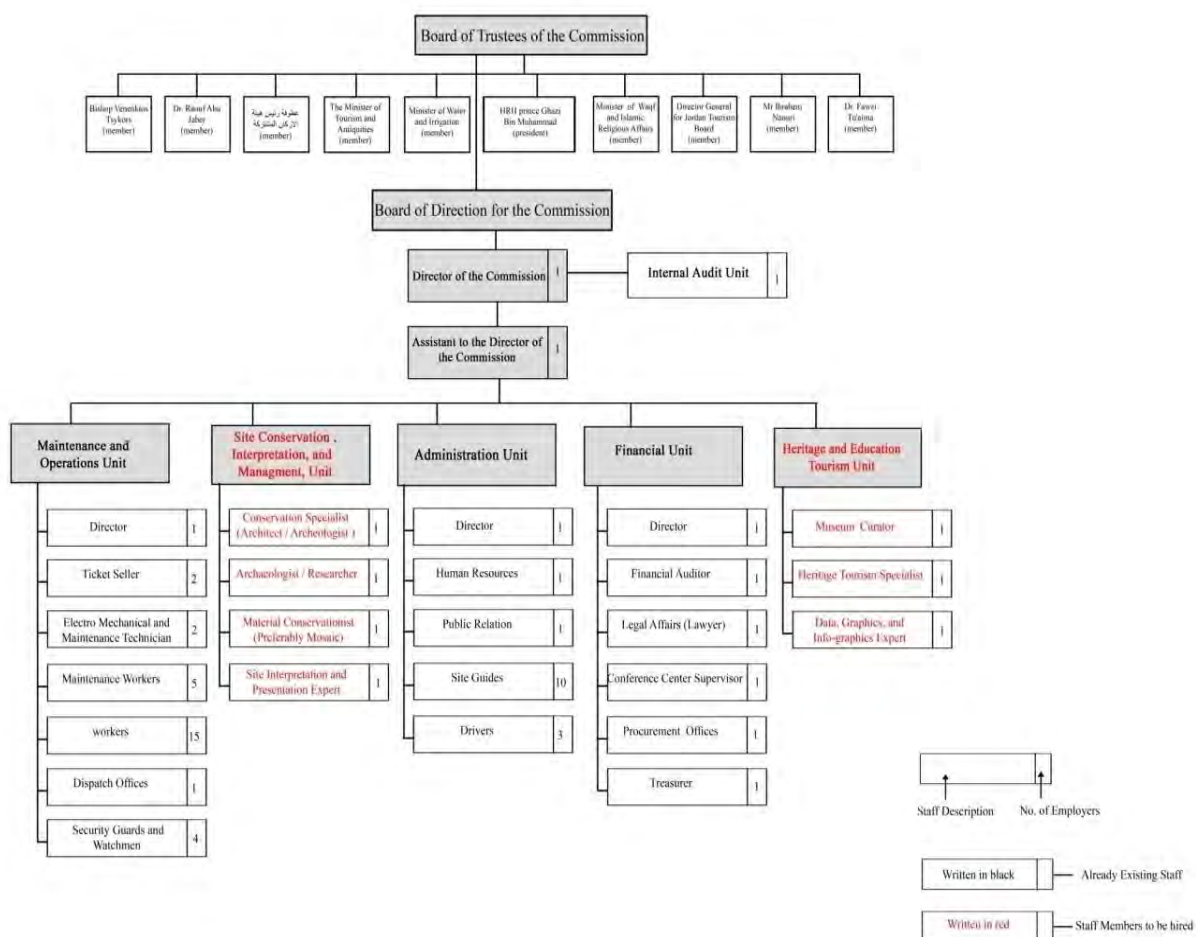 Board of Trustees of the Commission
Bishop Venenktos
Tsykors
(member)
Dr. Raouf Abu
Jaber
(member)
عطوفة رئيس هيئة
الأركان المشتركة
(member)
The Minister of
Tourism and
Antiquities
(member)
Minister of Water
and Irrigation
(member)
HRH prince Ghazi
Bin Muhammad
(president)
Minister of Waqf
and Islamic
Religious Affairs
(member)
Director General
for Jordan Tourism
Board
(member)
Mr Ibrahem
(member)
Dr. Fawzi
(member)
Board of Direction for the Commission
Director of the Commission
1
Internal Audit Unit
1
Assistant to the Director of
the Commission
1
Maintenance and
Operations Unit
Director
1
Ticket Seller
2
Electro Mechanical and
Maintenance Technician
2
Maintenance Workers
5
workers
15
Dispatch Offices
1
Security Guards and
Watchmen
4
Site Conservation .
Interpretation, and
Managment, Unit
Conservation Specialist
(Architect / Archeologist )
1
Archaeologist / Researcher
1
Material Conservationist
(Preferably Mosaic)
1
Site Interpretation and
Presentation Expert
1
Administration Unit
Director
1
Human Resources
1
Public Relation
1
Site Guides
10
Drivers
3
Financial Unit
Director
1
Financial Auditor
1
Legal Affairs (Lawyer)
1
Conference Center Supervisor
1
Procurement Offices
1
Treasurer
1
Heritage and Education
Tourism Unit
Museum Curator
1
Heritage Tourism Specialist
1
Data, Graphics, and
Info-graphics Expert
1
Staff Description
No. of Employers
Written in black
Already Existing Staff
Written in red
Staff Members to be hired